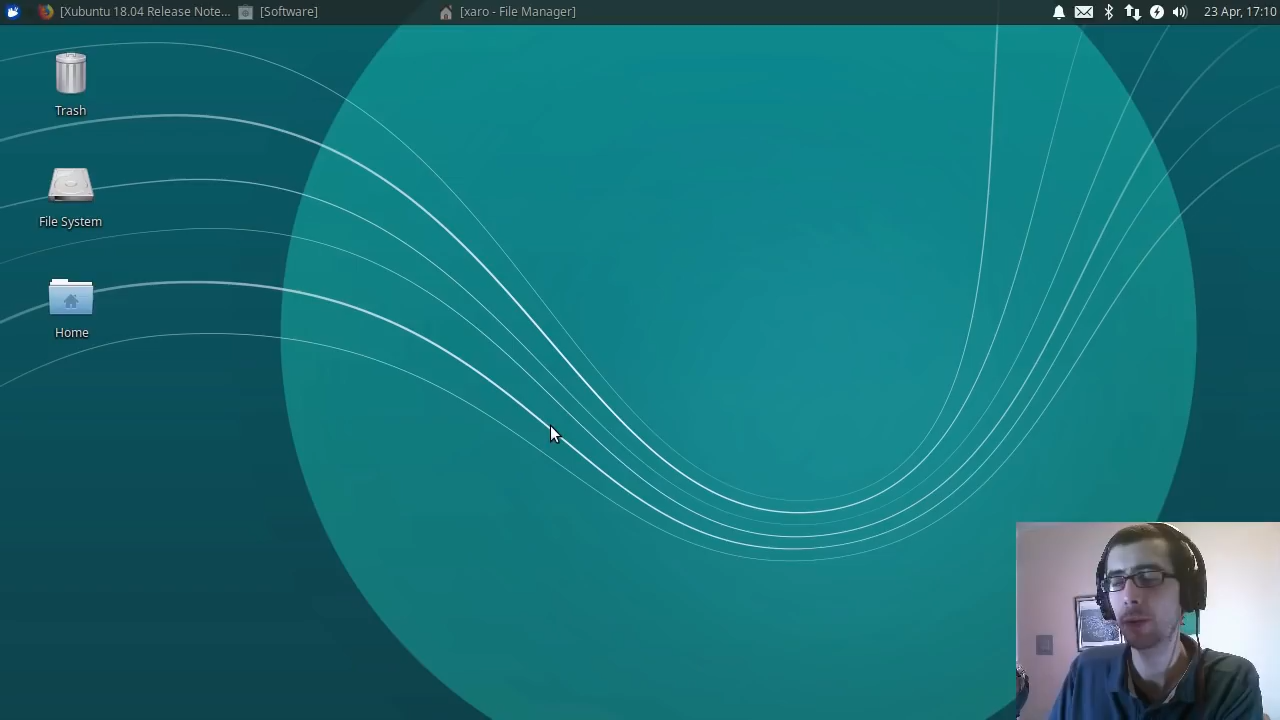 [Xubuntu 18.04 Release Note... [Software] [xaro - File Manager] 23 Apr, 17:10
Trash
File System
Home